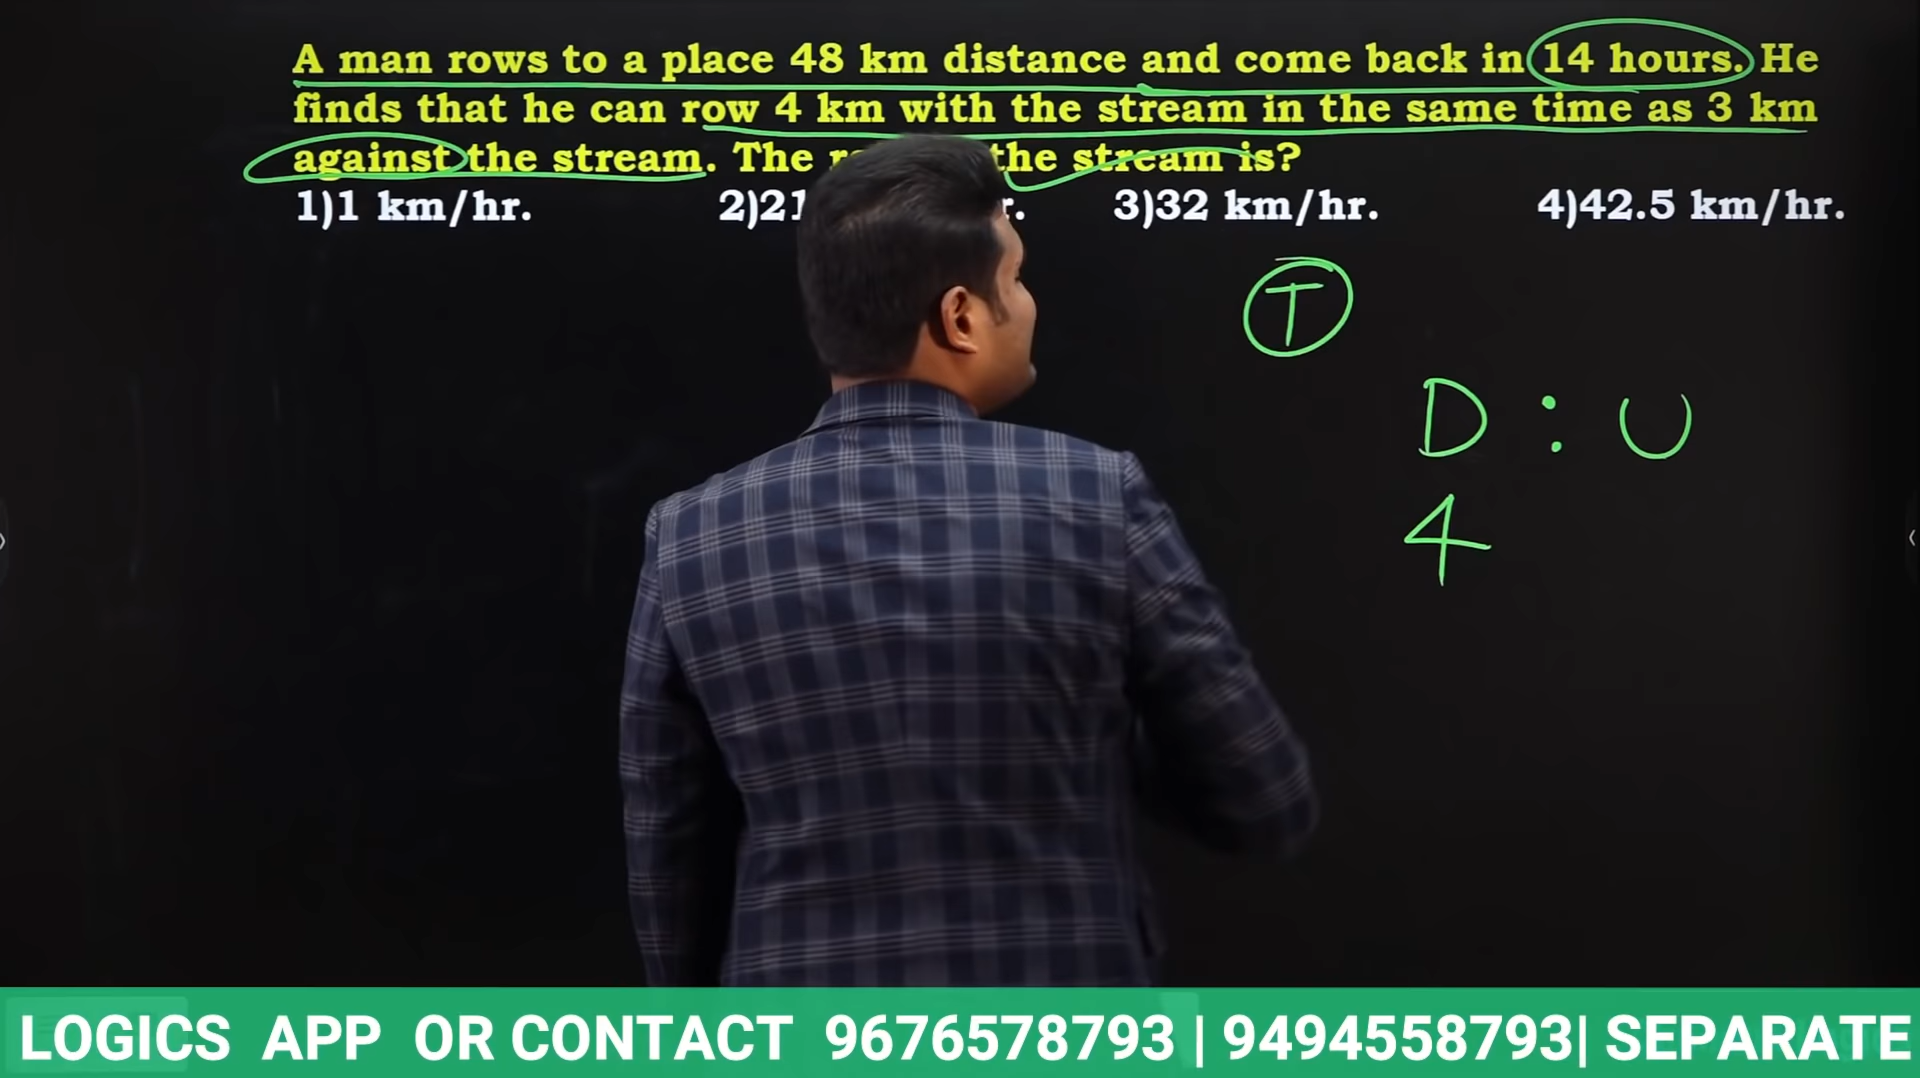 A man rows to a place 48 km distance and come back in 14 hours. He
finds that he can row 4 km with the stream in the same time as 3 km
against the stream. The the stream is?
1)1 km/hr. 2)21 r. 3)32 km/hr. 4)42.5 km/hr.
T
D : U
4
LOGICS APP OR CONTACT 9676578793 | 9494558793| SEPARATE